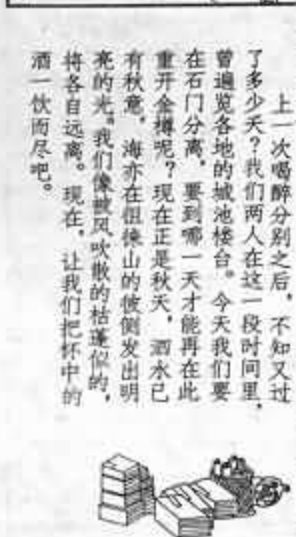 上一次喝醉分别之后，不知又过
了多少天？我们两人在这一段时间里，
曾遍览各地的城池楼台。今天我们要
在石门分离，要到哪一天才能再在此
重开金樽呢？现在正是秋天，泗水已
有秋意，海亦在徂徕山的彼侧发出明
亮的光。我们像被风吹散的枯蓬似的，
将各自远离。现在，让我们把杯中的
酒一饮而尽吧。